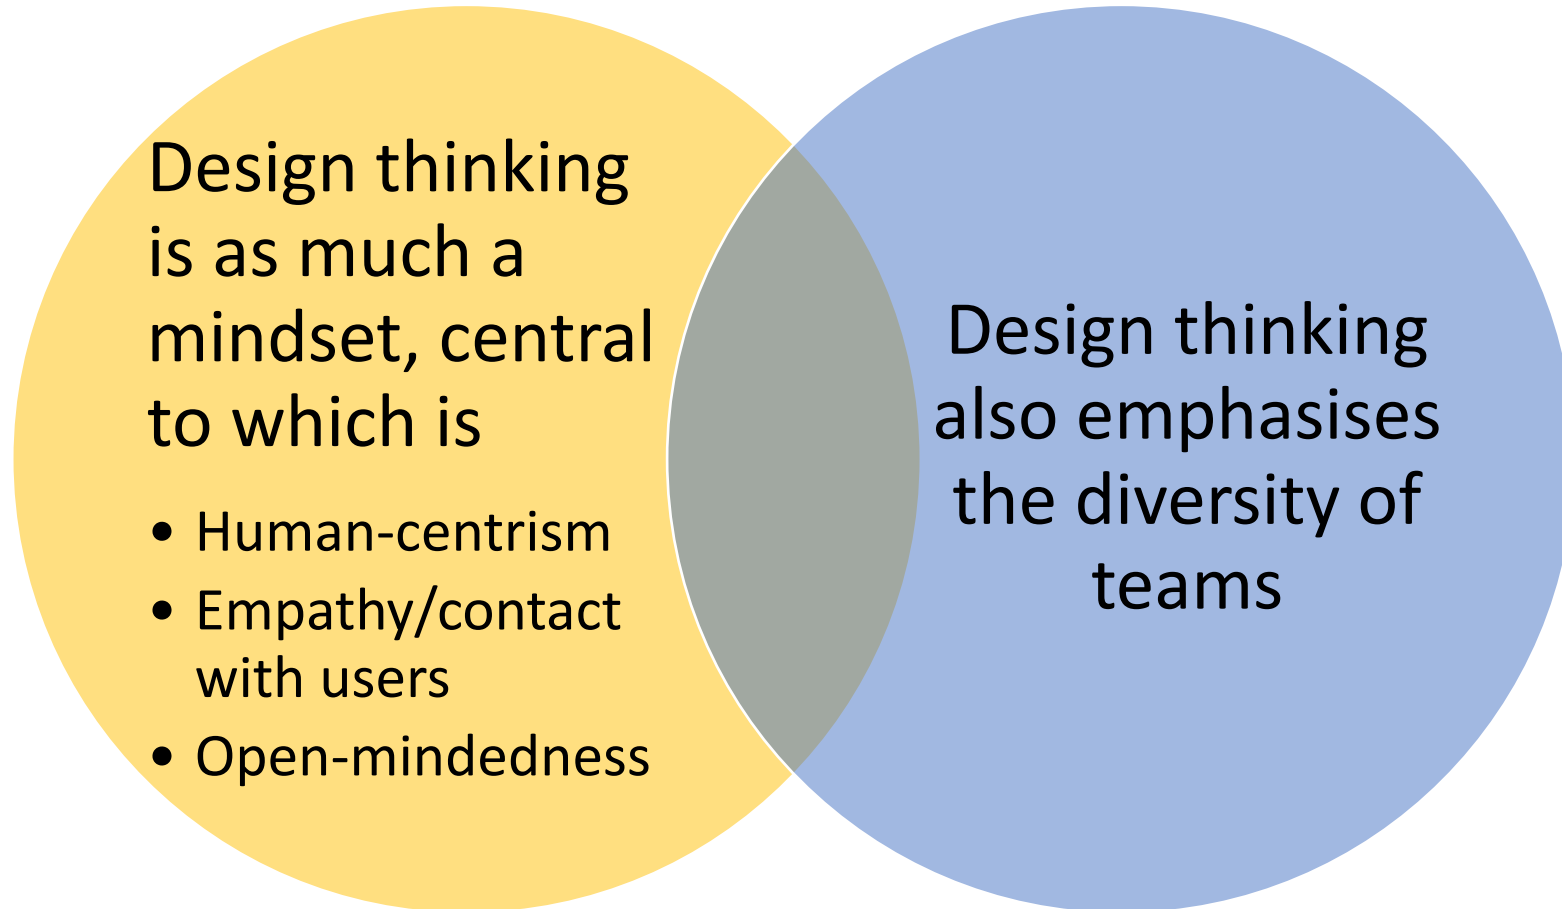 Design thinking
is as much a
mindset, central
to which is
• Human-centrism
• Empathy/contact
with users
• Open-mindedness
Design thinking
also emphasises
the diversity of
teams